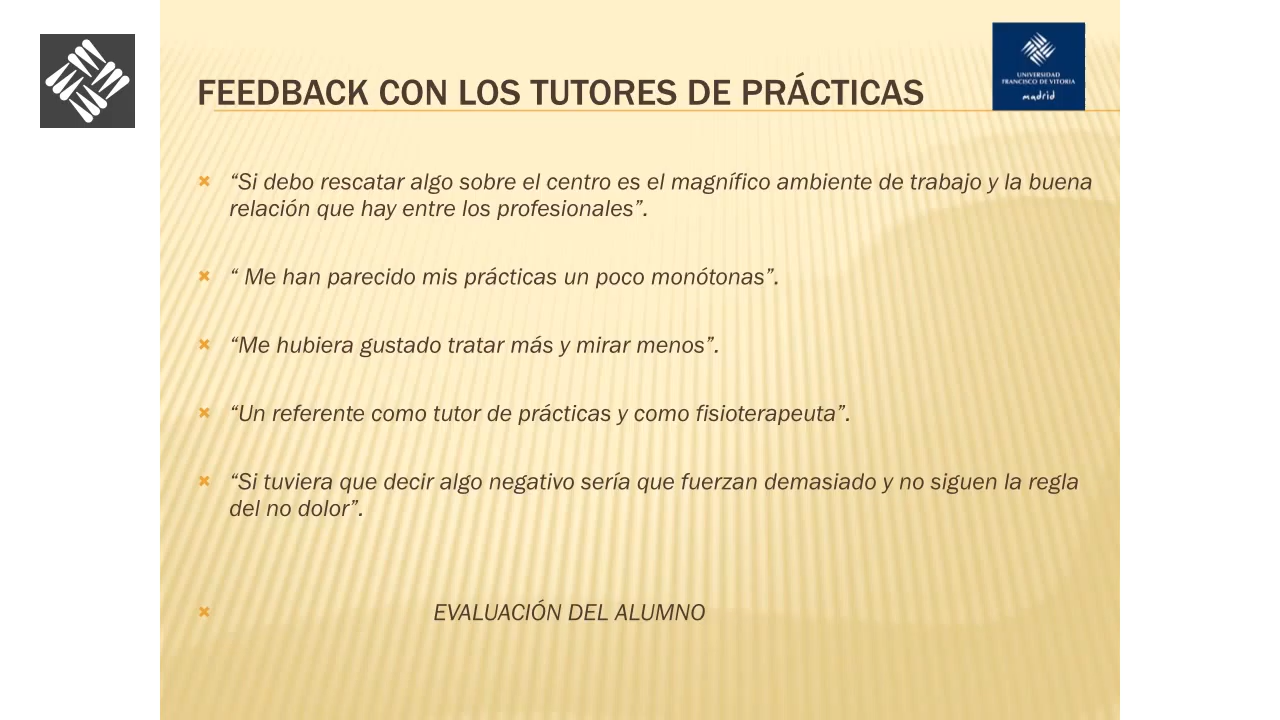 UNIVERSIDAD
FRANCISCO DE VITORIA
madrid
FEEDBACK CON LOS TUTORES DE PRÁCTICAS
“Si debo rescatar algo sobre el centro es el magnífico ambiente de trabajo y la buena
relación que hay entre los profesionales”.
“ Me han parecido mis prácticas un poco monótonas”.
“Me hubiera gustado tratar más y mirar menos”.
“Un referente como tutor de prácticas y como fisioterapeuta”.
“Si tuviera que decir algo negativo sería que fuerzan demasiado y no siguen la regla
del no dolor”.
EVALUACIÓN DEL ALUMNO